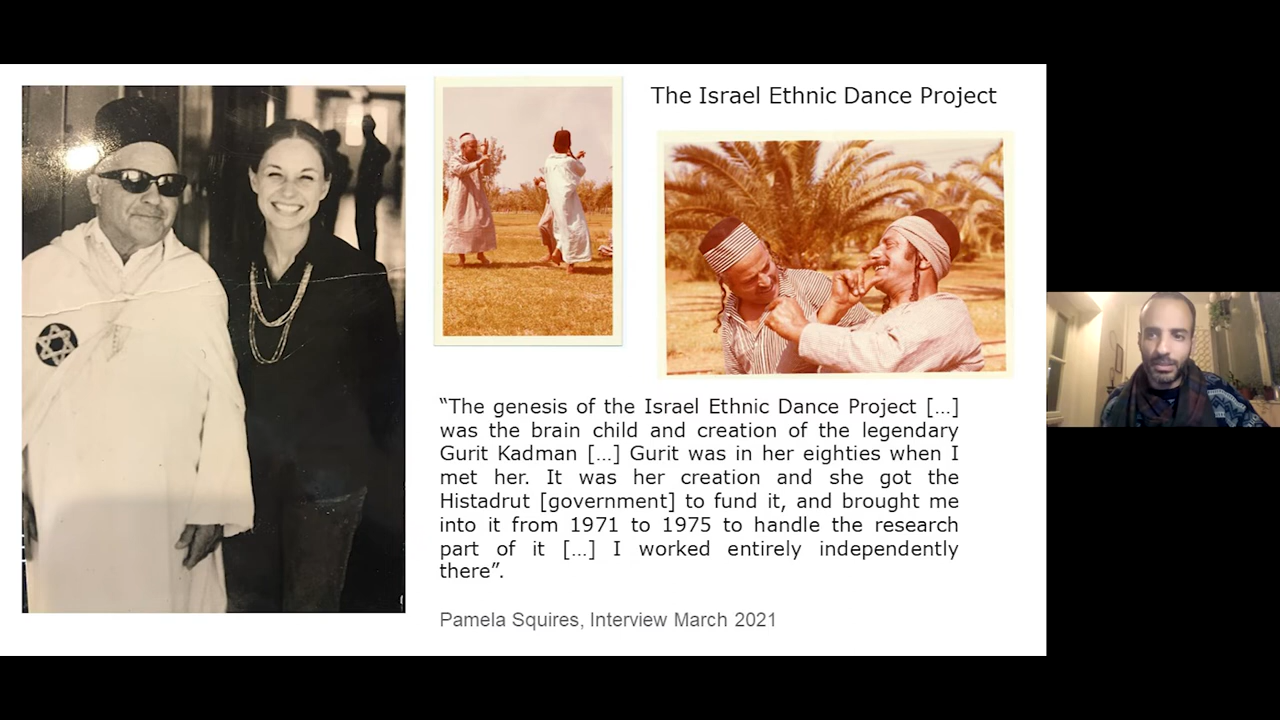 The Israel Ethnic Dance Project
“The genesis of the Israel Ethnic Dance Project […]
was the brain child and creation of the legendary
Gurit Kadman […] Gurit was in her eighties when I
met her. It was her creation and she got the
Histadrut [government] to fund it, and brought me
into it from 1971 to 1975 to handle the research
part of it […] I worked entirely independently
there”.
Pamela Squires, Interview March 2021